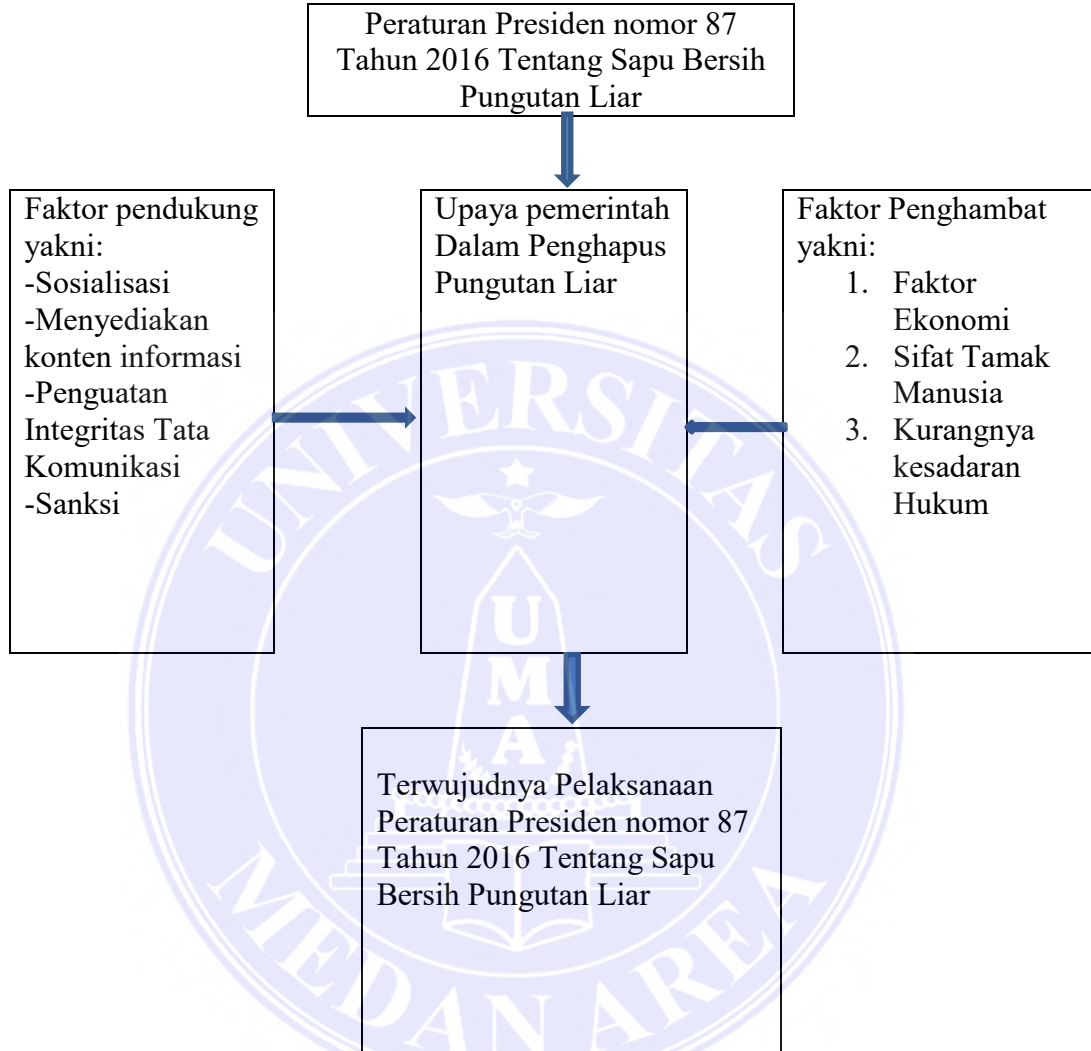 Peraturan Presiden nomor 87
Tahun 2016 Tentang Sapu Bersih
Pungutan Liar
Faktor pendukung
yakni:
-Sosialisasi
-Menyediakan
konten informasi
-Penguatan
Integritas Tata
Komunikasi
-Sanksi
Upaya pemerintah
Dalam Penghapus
Pungutan Liar
Faktor Penghambat
yakni:
1. Faktor
Ekonomi
2. Sifat Tamak
Manusia
3. Kurangnya
kesadaran
Hukum
Terwujudnya Pelaksanaan
Peraturan Presiden nomor 87
Tahun 2016 Tentang Sapu
Bersih Pungutan Liar
UNIVERSITAS
U
M
A
MEDAN AREA